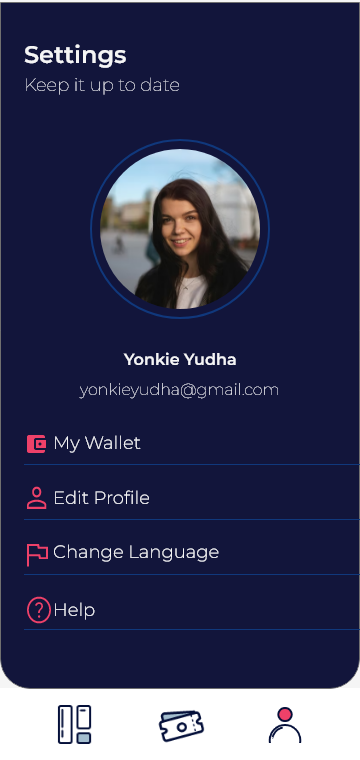 Settings
Keep it up to date
Yonkie Yudha
yonkieyudha@gmail.com
My Wallet
Edit Profile
Change Language
Help